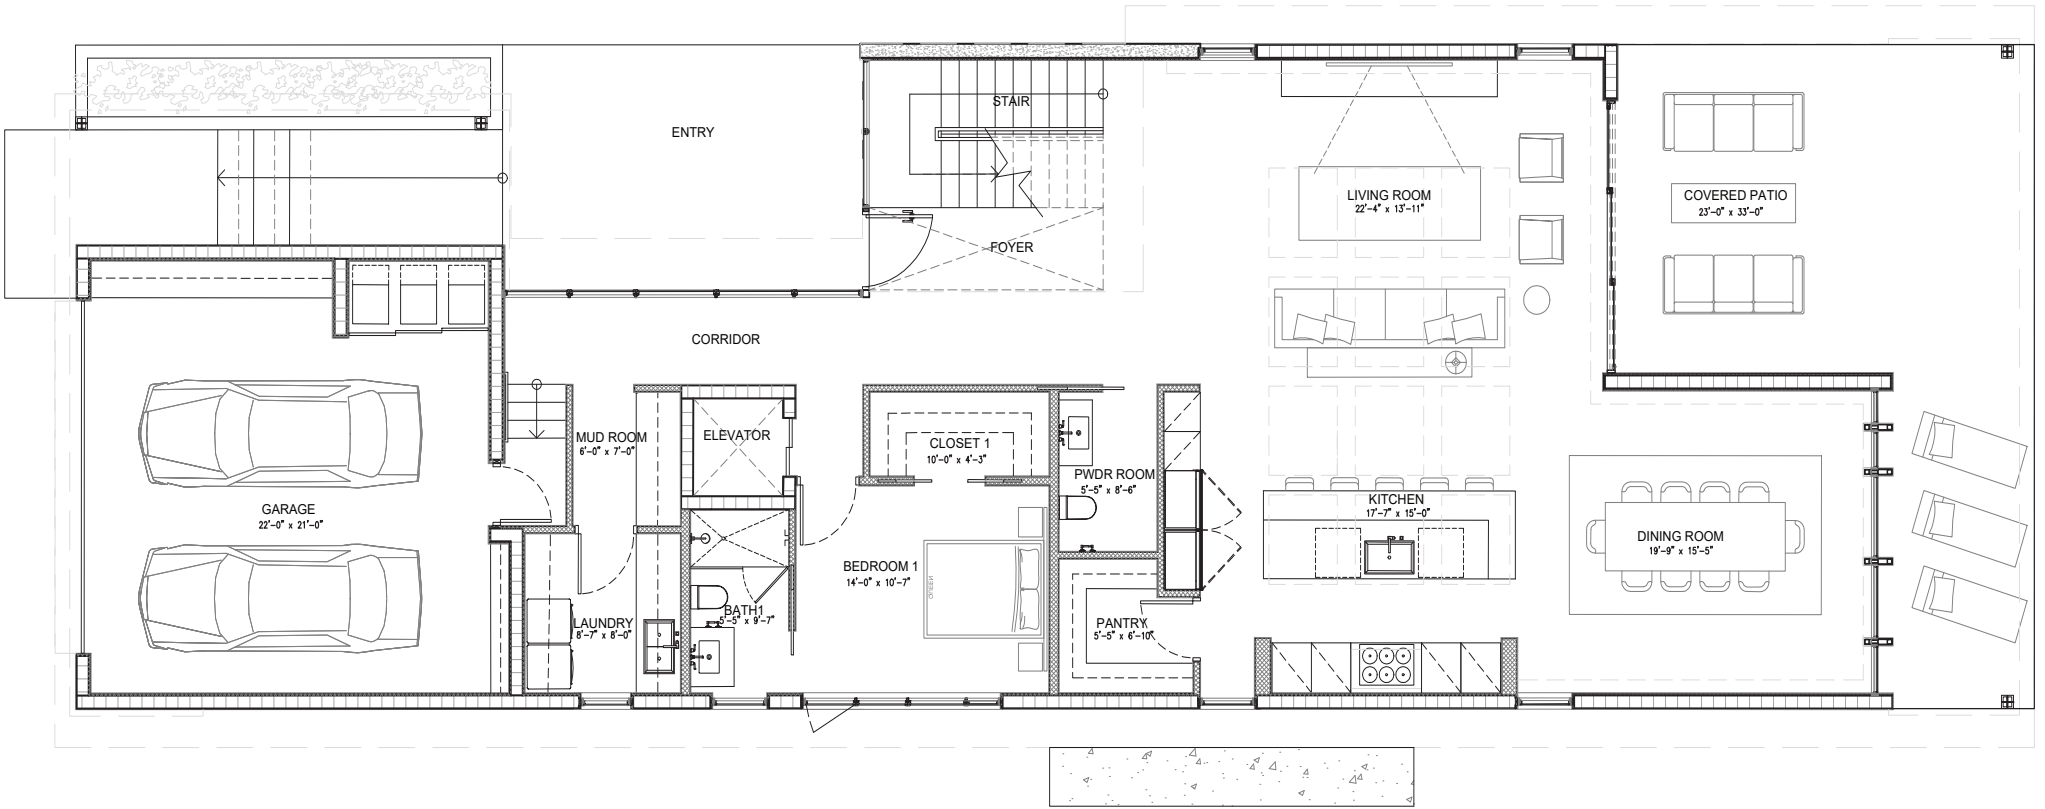 STAIR
ENTRY
LIVING ROOM
22'-4" x 13'-11"
COVERED PATIO
23'-0" x 33'-0"
FOYER
CORRIDOR
MUD ROOM
6'-0" x 7'-0"
ELEVATOR
CLOSET 1
10'-0" x 4'-3"
PWDR ROOM
5'-5" x 8'-6"
KITCHEN
17'-7" x 15'-0"
GARAGE
22'-0" x 21'-0"
DINING ROOM
19'-9" x 15'-5"
BEDROOM 1
14'-0" x 10'-7"
QUEEN
BATH1
5'-5" x 9'-7"
LAUNDRY
8'-7" x 8'-0"
PANTRY
5'-5" x 6'-10"